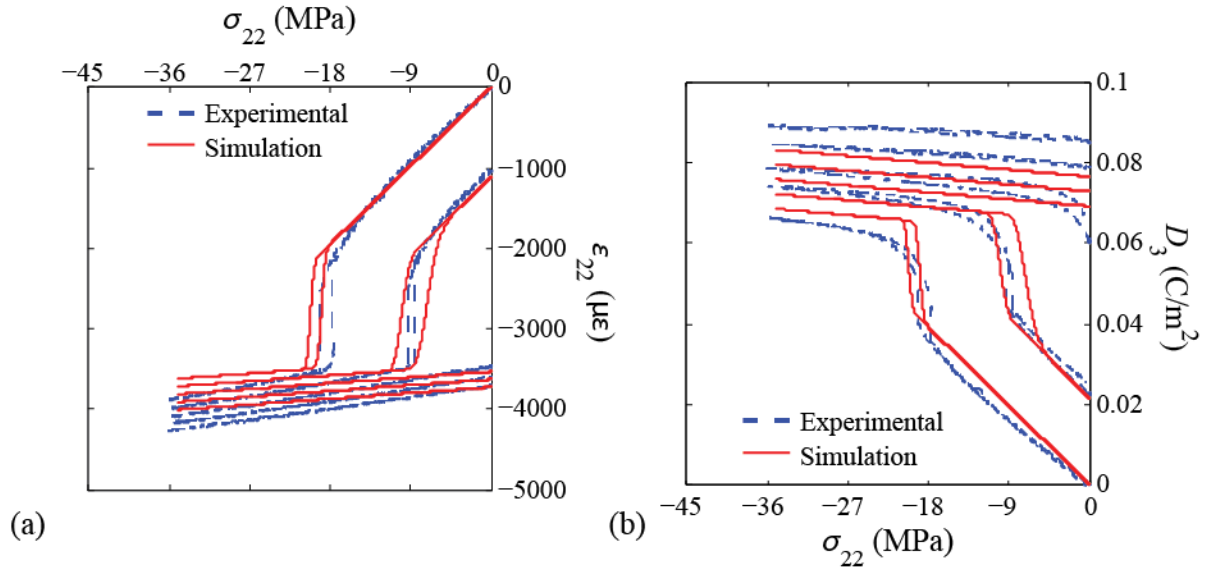 σ22 (MPa)
−45 −36 −27 −18 −9 0
0
−1000
−2000
−3000
−4000
−5000
ε22 (με)
Experimental
Simulation
(a)
0.1
0.08
0.06
0.04
0.02
0
D3 (C/m2)
Experimental
Simulation
−45 −36 −27 −18 −9 0
σ22 (MPa)
(b)